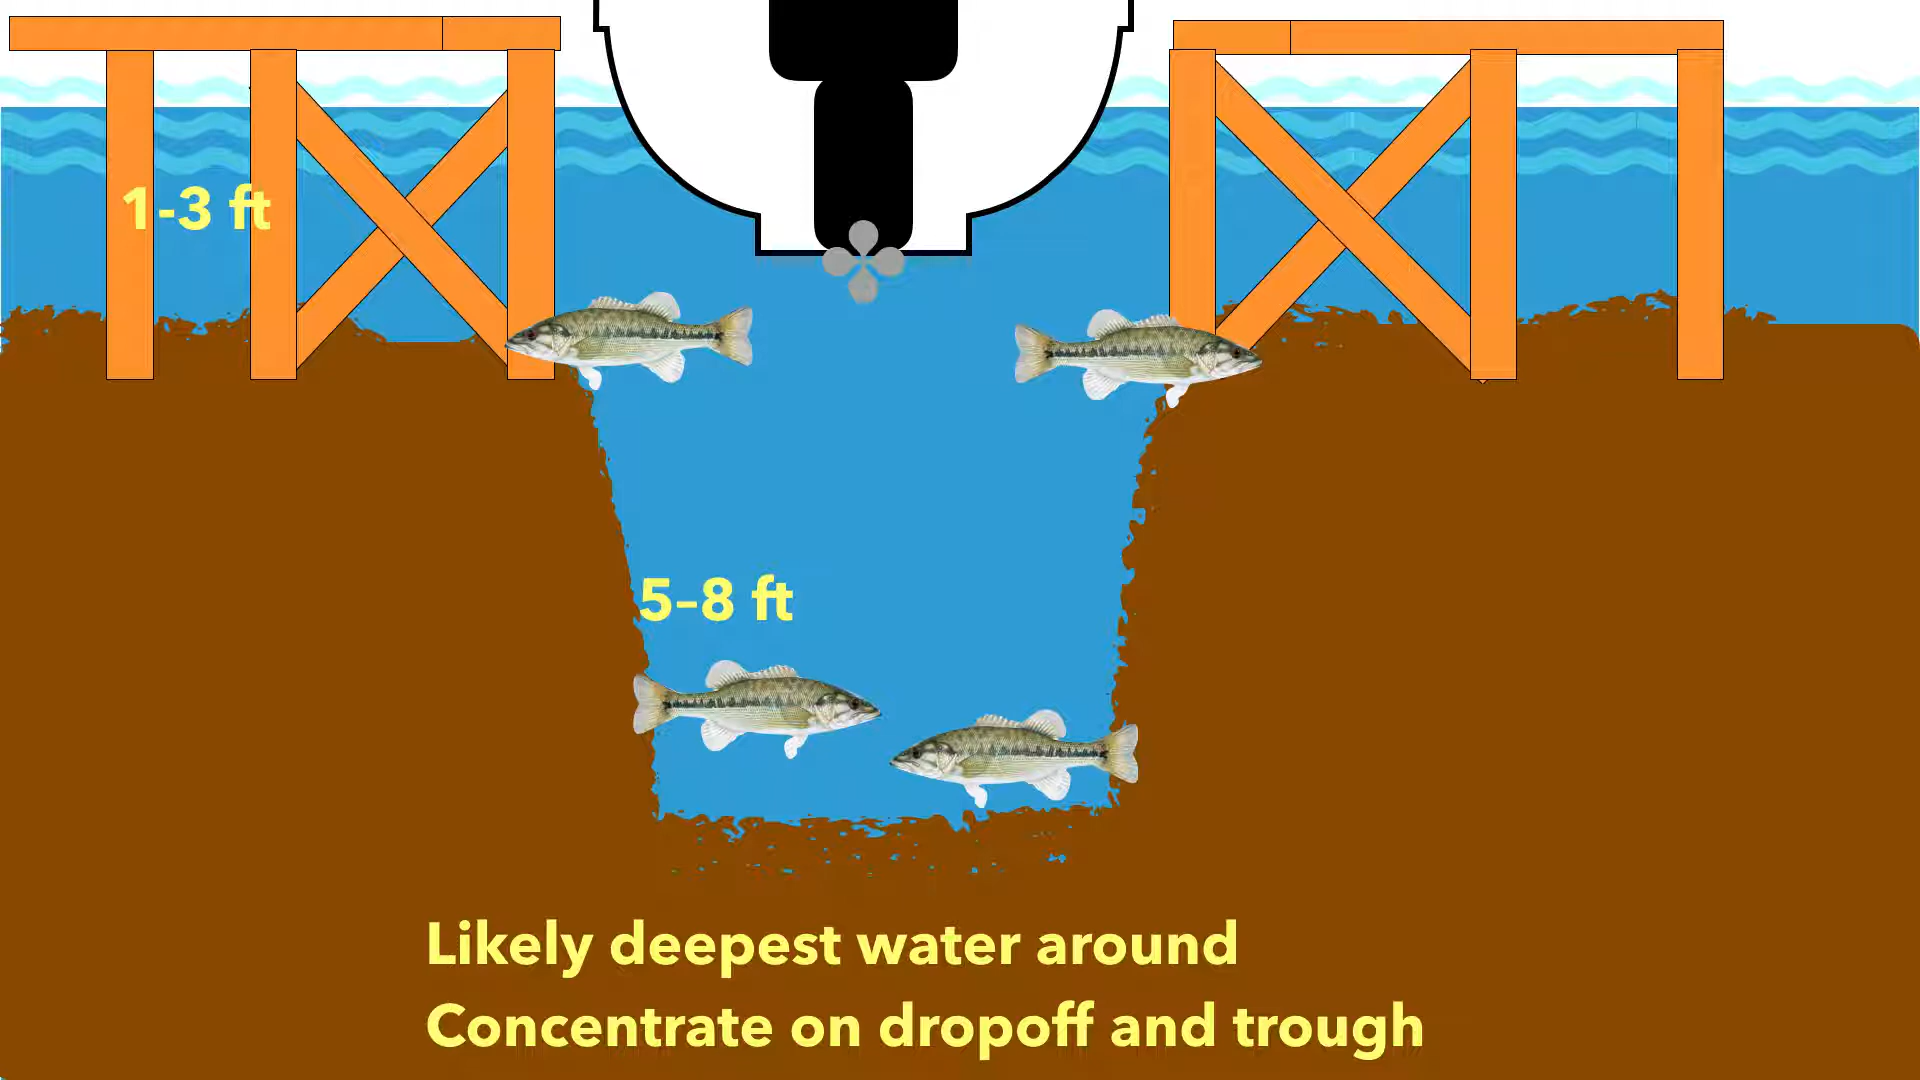 1-3 ft
5–8 ft
Likely deepest water around
Concentrate on dropoff and trough